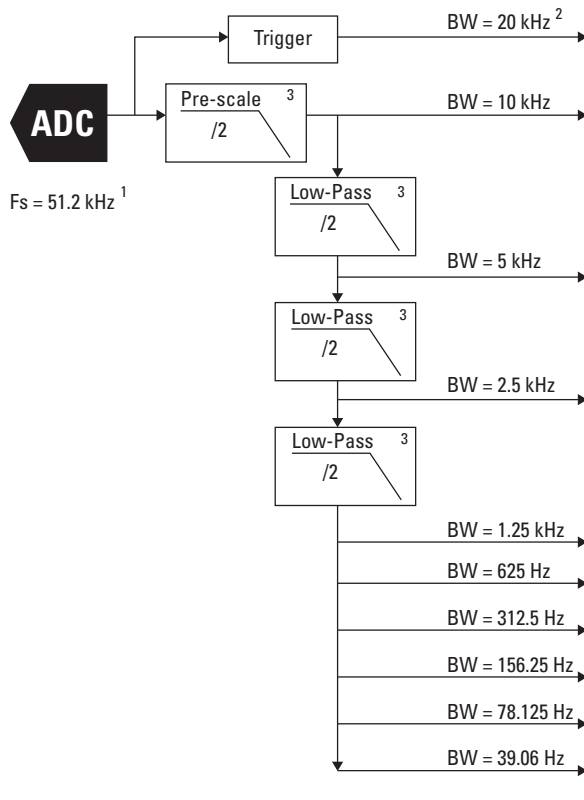 Trigger
BW = 20 kHz 2
ADC
Pre-scale 3
/2
BW = 10 kHz
Fs = 51.2 kHz 1
Low-Pass 3
/2
BW = 5 kHz
Low-Pass 3
/2
BW = 2.5 kHz
Low-Pass 3
/2
BW = 1.25 kHz
BW = 625 Hz
BW = 312.5 Hz
BW = 156.25 Hz
BW = 78.125 Hz
BW = 39.06 Hz